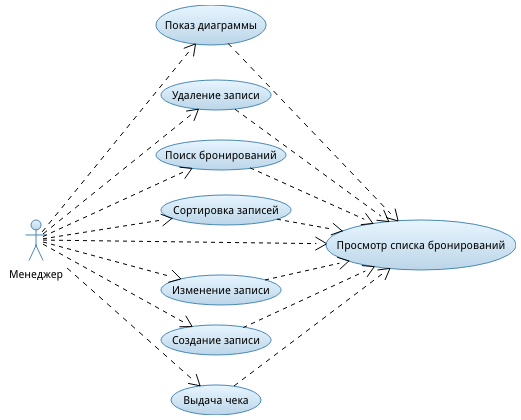 Показ диаграммы
Удаление записи
Поиск бронирований
Сортировка записей
Просмотр списка бронирований
Менеджер
Изменение записи
Создание записи
Выдача чека